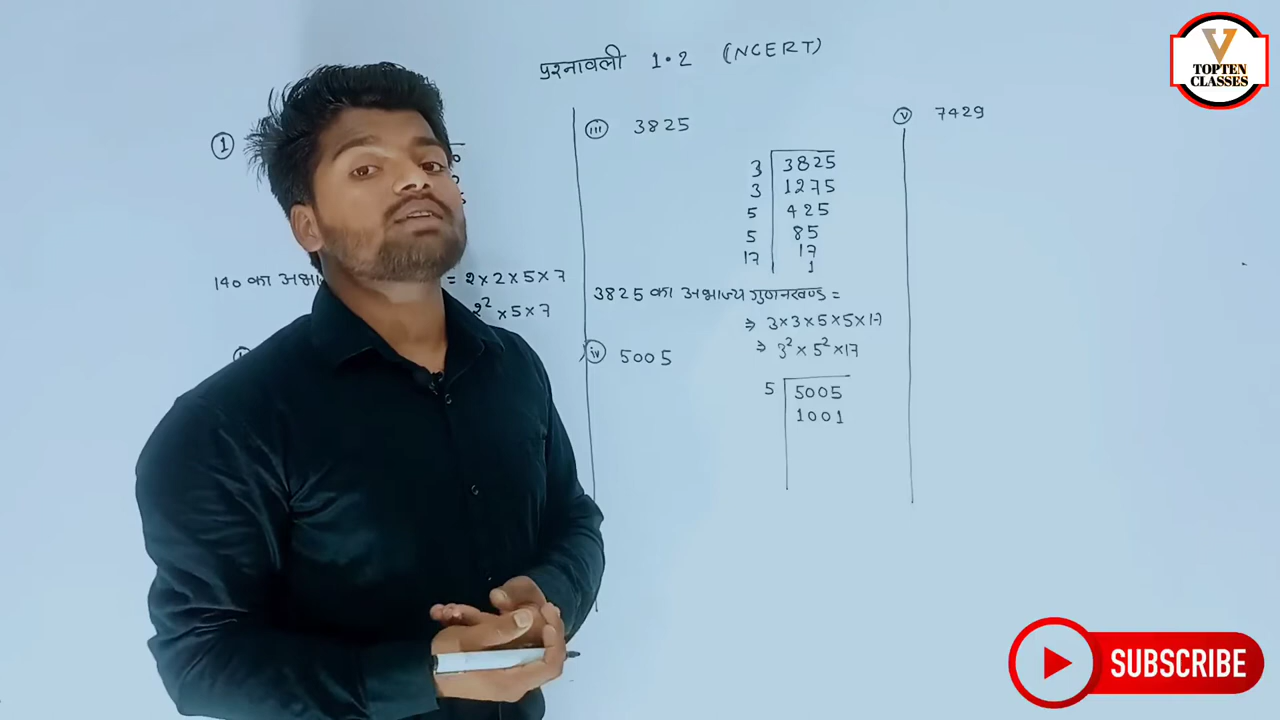 प्रश्नावली 1.2 (NCERT)
V
TOPTEN
CLASSES
1
140 का
= 2×2×5×7
2² ×5×7
iii 3825
3 3825
3 1275
5 425
5 85
17 17
1
3825 का अभाज्य गुणनखण्ड =
⇒ 3×3×5×5×17
⇒ 3² × 5² ×17
iv 5005
5 5005
1001
v 7429
SUBSCRIBE